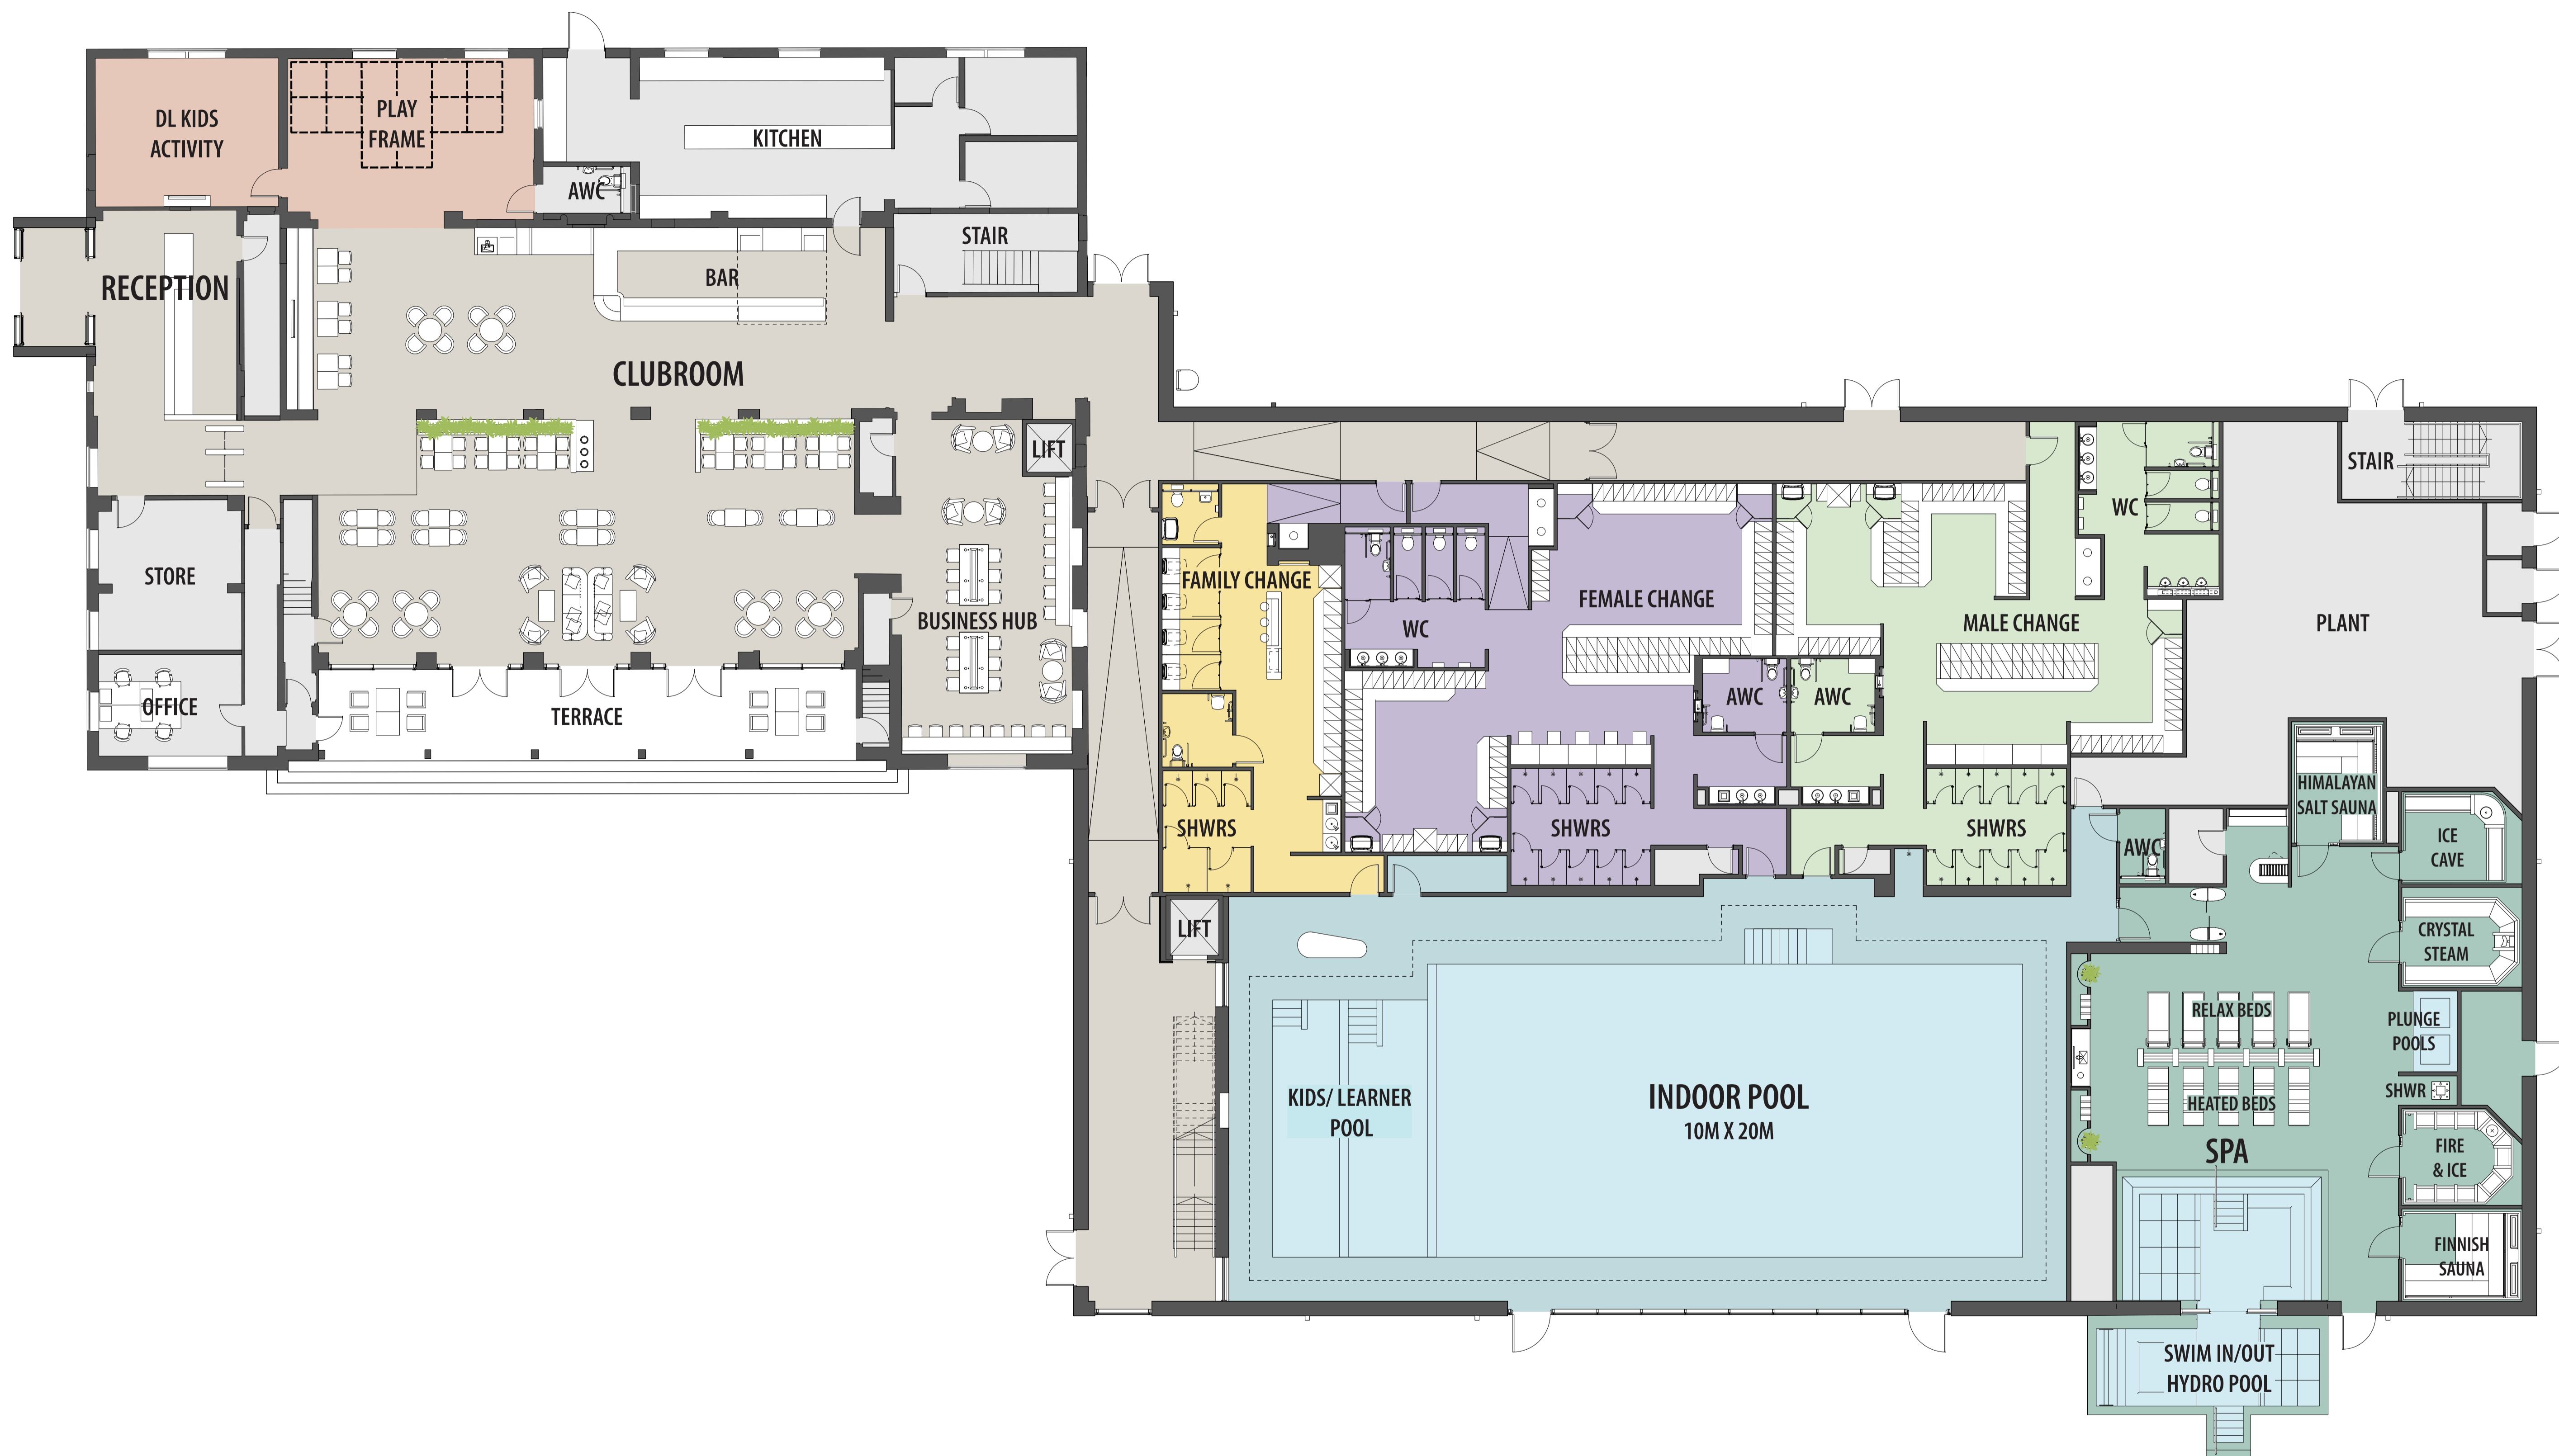 DL KIDS
ACTIVITY
PLAY
FRAME
KITCHEN
AWC
STAIR
RECEPTION
BAR
CLUBROOM
LIFT
STORE
OFFICE
TERRACE
BUSINESS HUB
FAMILY CHANGE
WC
FEMALE CHANGE
AWC
AWC
MALE CHANGE
WC
STAIR
PLANT
SHWRS
SHWRS
SHWRS
LIFT
AWC
HIMALAYAN
SALT SAUNA
ICE
CAVE
CRYSTAL
STEAM
RELAX BEDS
PLUNGE
POOLS
SHWR
HEATED BEDS
SPA
FIRE
& ICE
FINNISH
SAUNA
KIDS/ LEARNER
POOL
INDOOR POOL
10M X 20M
SWIM IN/OUT
HYDRO POOL